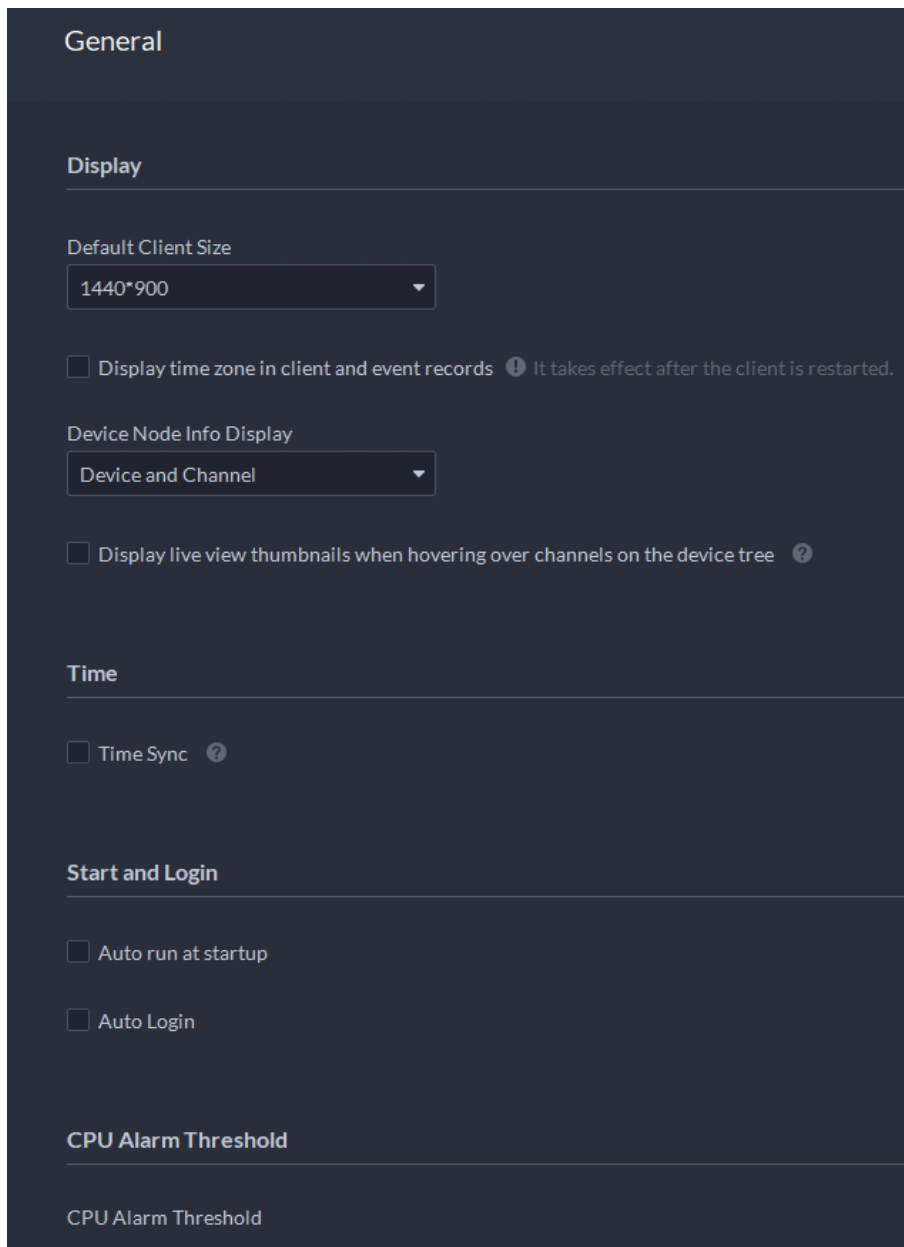 General
Display
Default Client Size
1440*900
Display time zone in client and event records It takes effect after the client is restarted.
Device Node Info Display
Device and Channel
Display live view thumbnails when hovering over channels on the device tree
Time
Time Sync
Start and Login
Auto run at startup
Auto Login
CPU Alarm Threshold
CPU Alarm Threshold